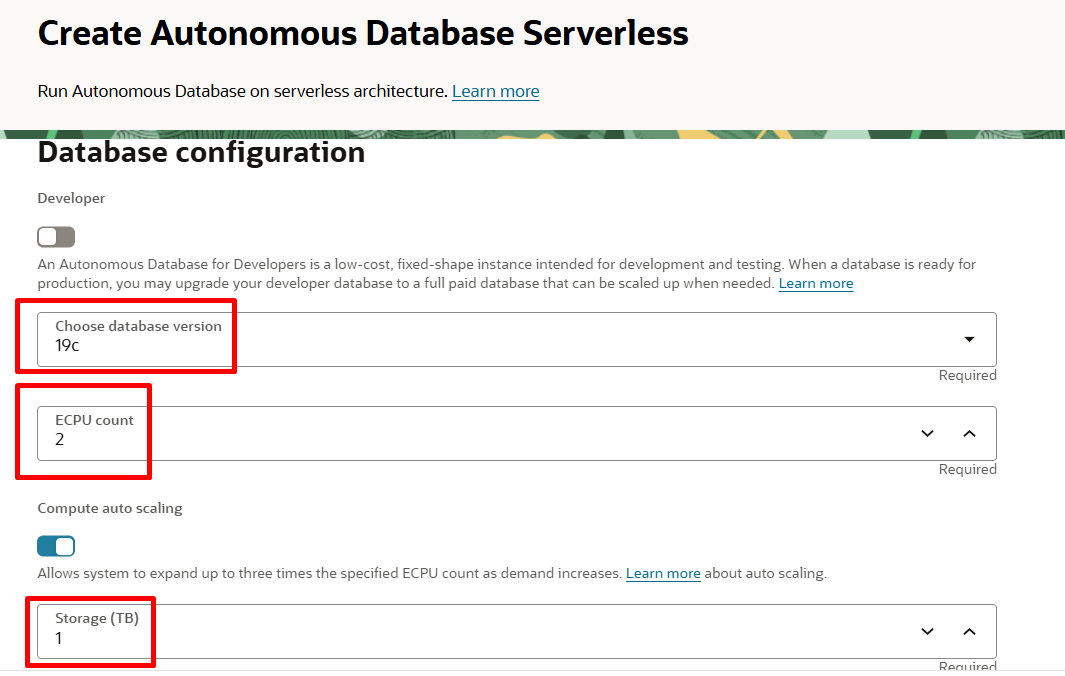 Create Autonomous Database Serverless
Run Autonomous Database on serverless architecture. Learn more
Database configuration
Developer
An Autonomous Database for Developers is a low-cost, fixed-shape instance intended for development and testing. When a database is ready for
production, you may upgrade your developer database to a full paid database that can be scaled up when needed. Learn more
Choose database version
19c
Required
ECPU count
2
Required
Compute auto scaling
Allows system to expand up to three times the specified ECPU count as demand increases. Learn more about auto scaling.
Storage (TB)
1
Required